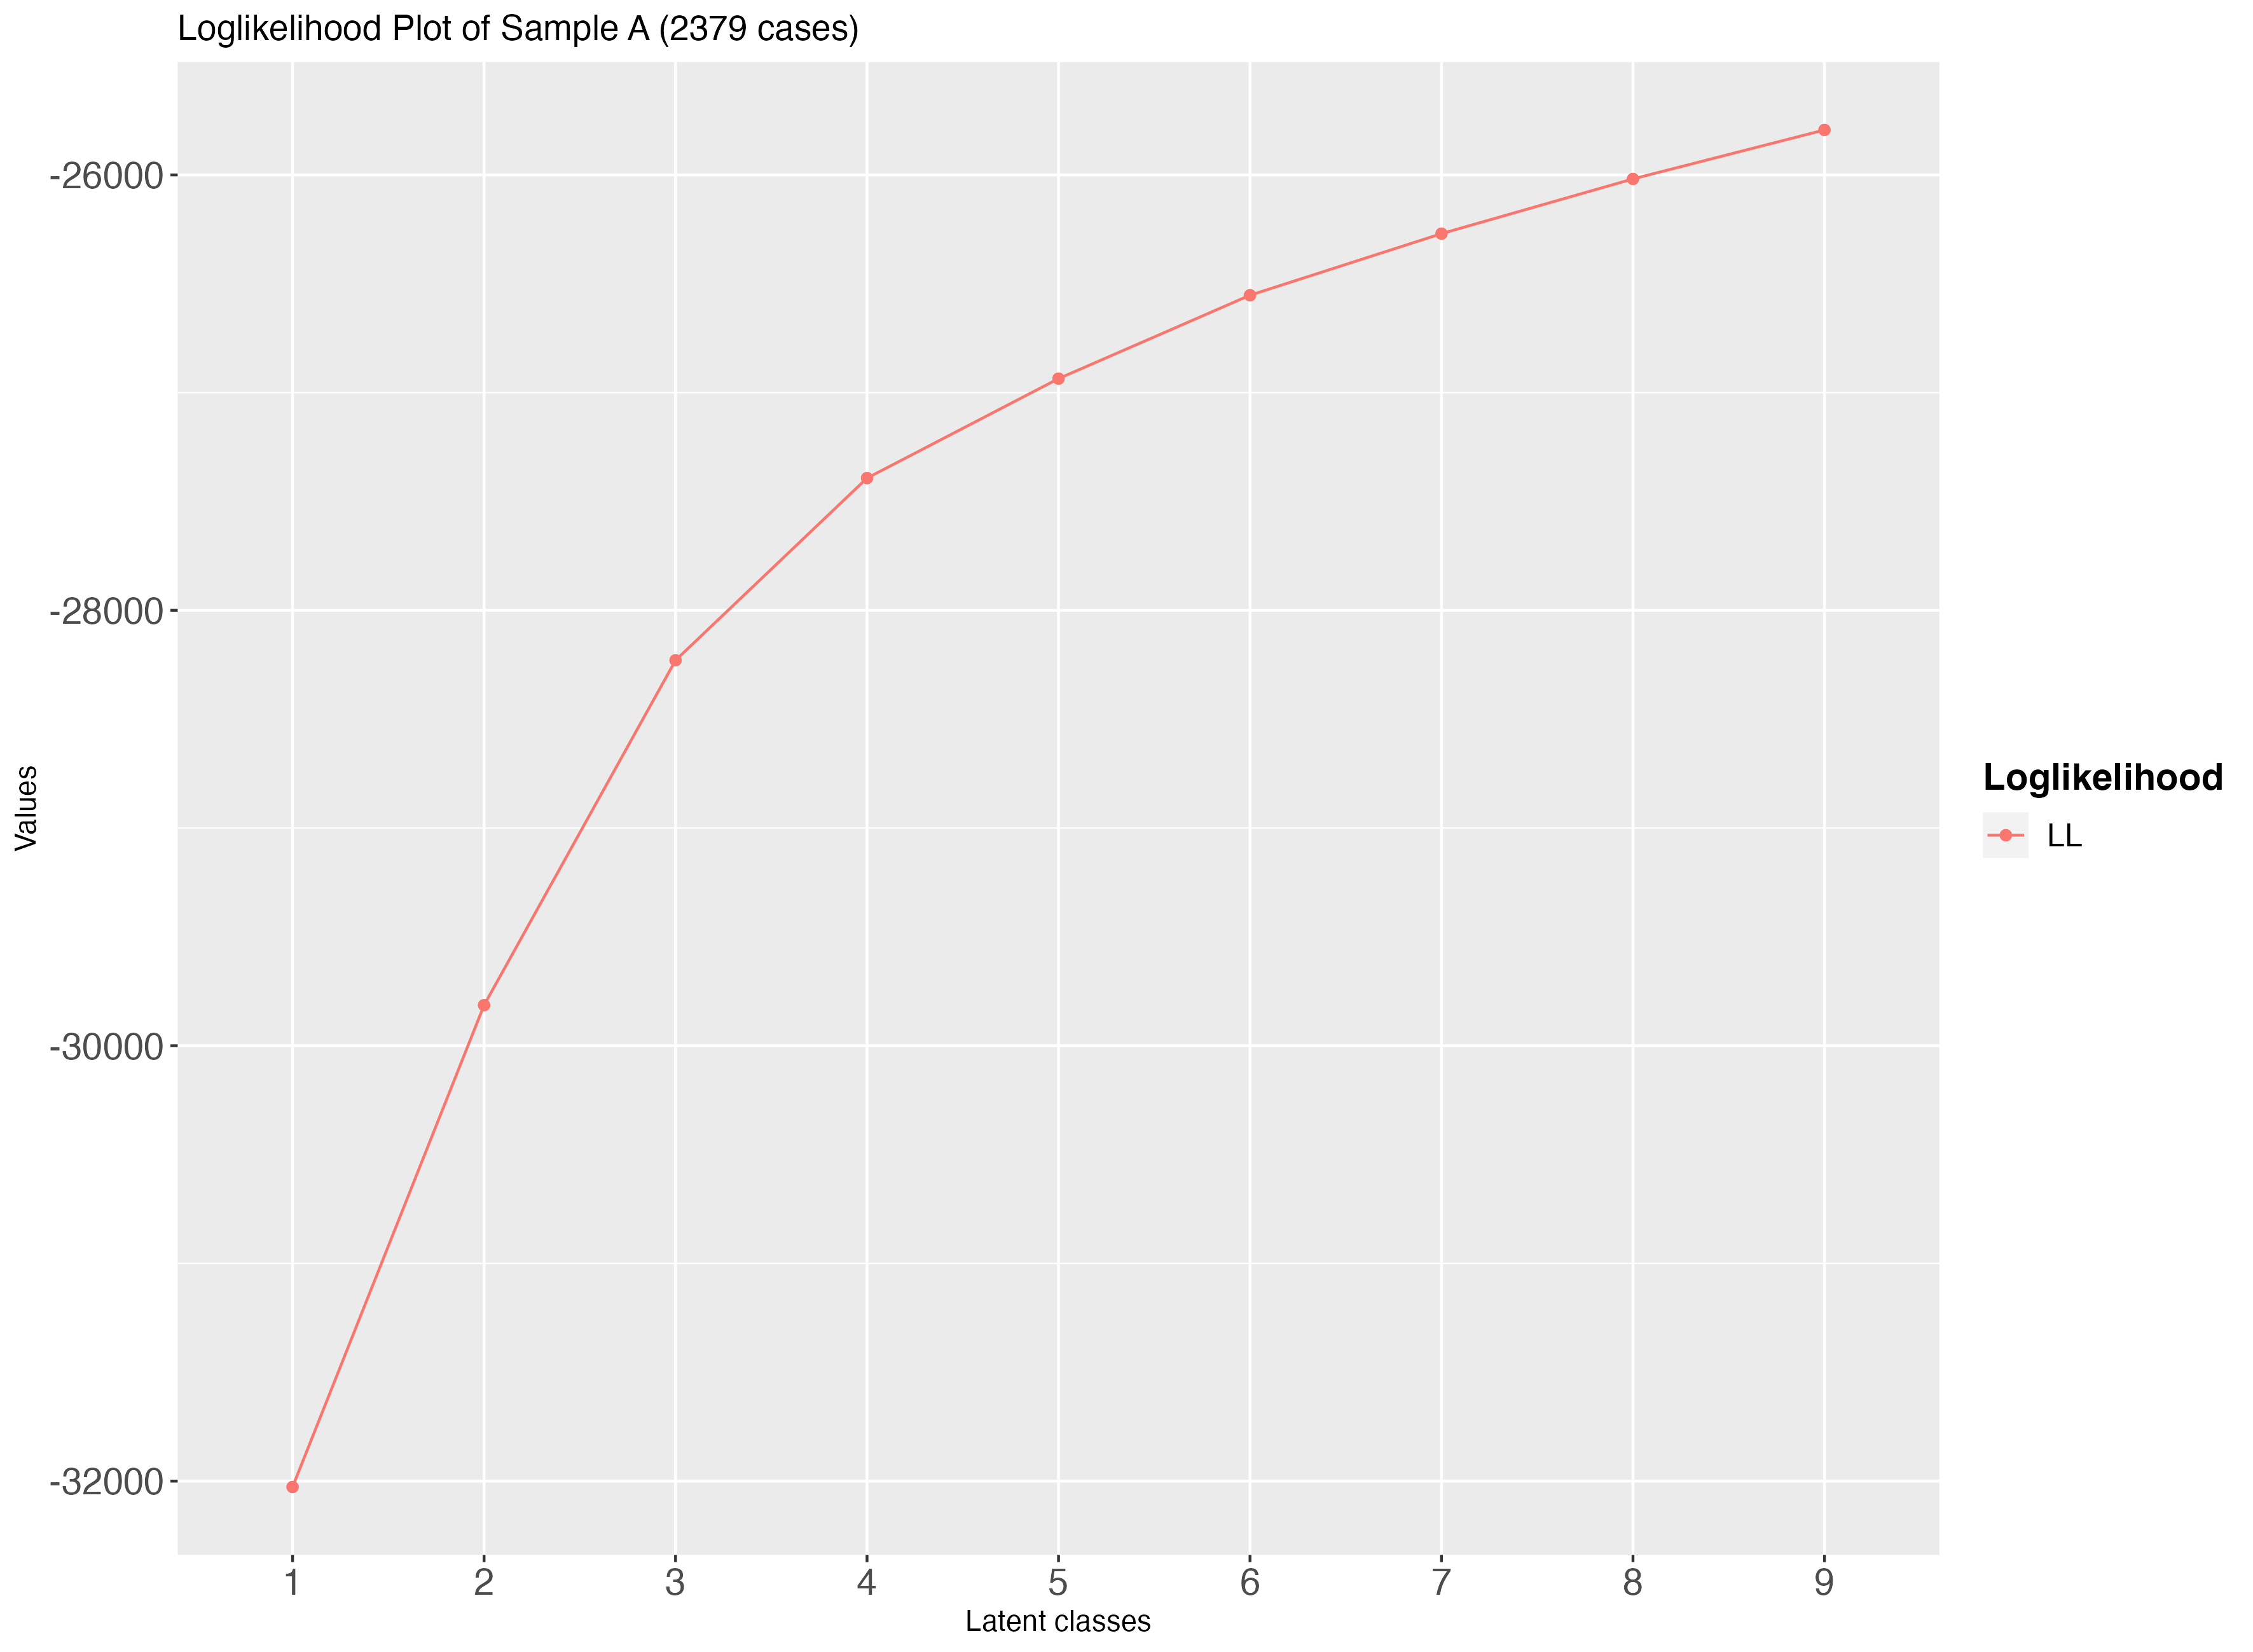 Loglikelihood Plot of Sample A (2379 cases)
-26000
-28000
-30000
-32000
Values
1 2 3 4 5 6 7 8 9
Latent classes
Loglikelihood
LL